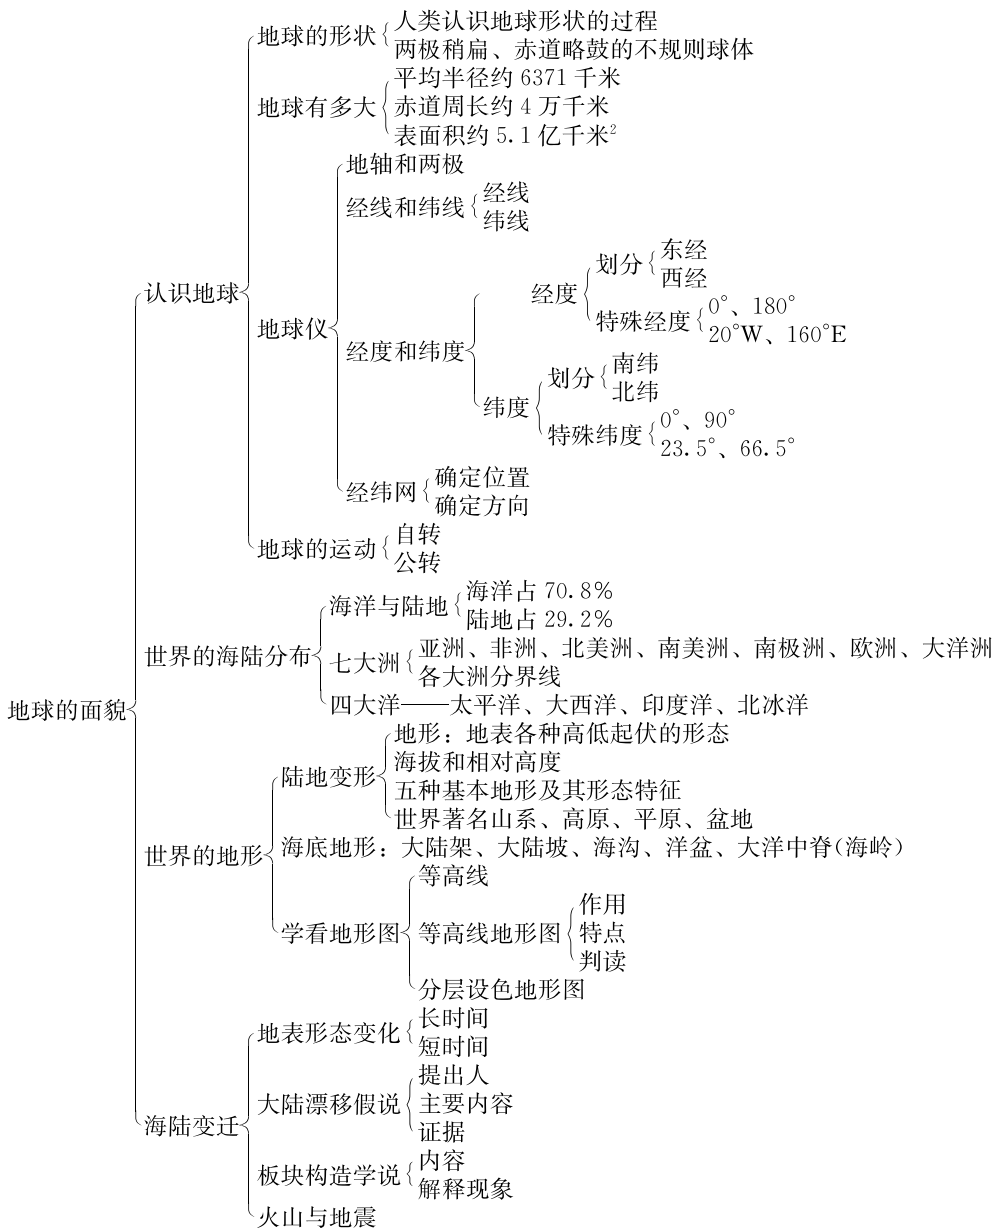 地球的面貌
认识地球
地球的形状
人类认识地球形状的过程
两极稍扁、赤道略鼓的不规则球体
地球有多大
平均半径约 6371 千米
赤道周长约 4 万千米
表面积约 5.1 亿千米²
地球仪
地轴和两极
经线和纬线
经线
纬线
经度和纬度
经度
划分
东经
西经
特殊经度
0°、180°
20°W、160°E
纬度
划分
南纬
北纬
特殊纬度
0°、90°
23.5°、66.5°
经纬网
确定位置
确定方向
地球的运动
自转
公转
世界的海陆分布
海洋与陆地
海洋占 70.8%
陆地占 29.2%
七大洲
亚洲、非洲、北美洲、南美洲、南极洲、欧洲、大洋洲
各大洲分界线
四大洋——太平洋、大西洋、印度洋、北冰洋
世界的地形
陆地变形
地形：地表各种高低起伏的形态
海拔和相对高度
五种基本地形及其形态特征
世界著名山系、高原、平原、盆地
海底地形：大陆架、大陆坡、海沟、洋盆、大洋中脊(海岭)
学看地形图
等高线
等高线地形图
作用
特点
判读
分层设色地形图
海陆变迁
地表形态变化
长时间
短时间
大陆漂移假说
提出人
主要内容
证据
板块构造学说
内容
解释现象
火山与地震